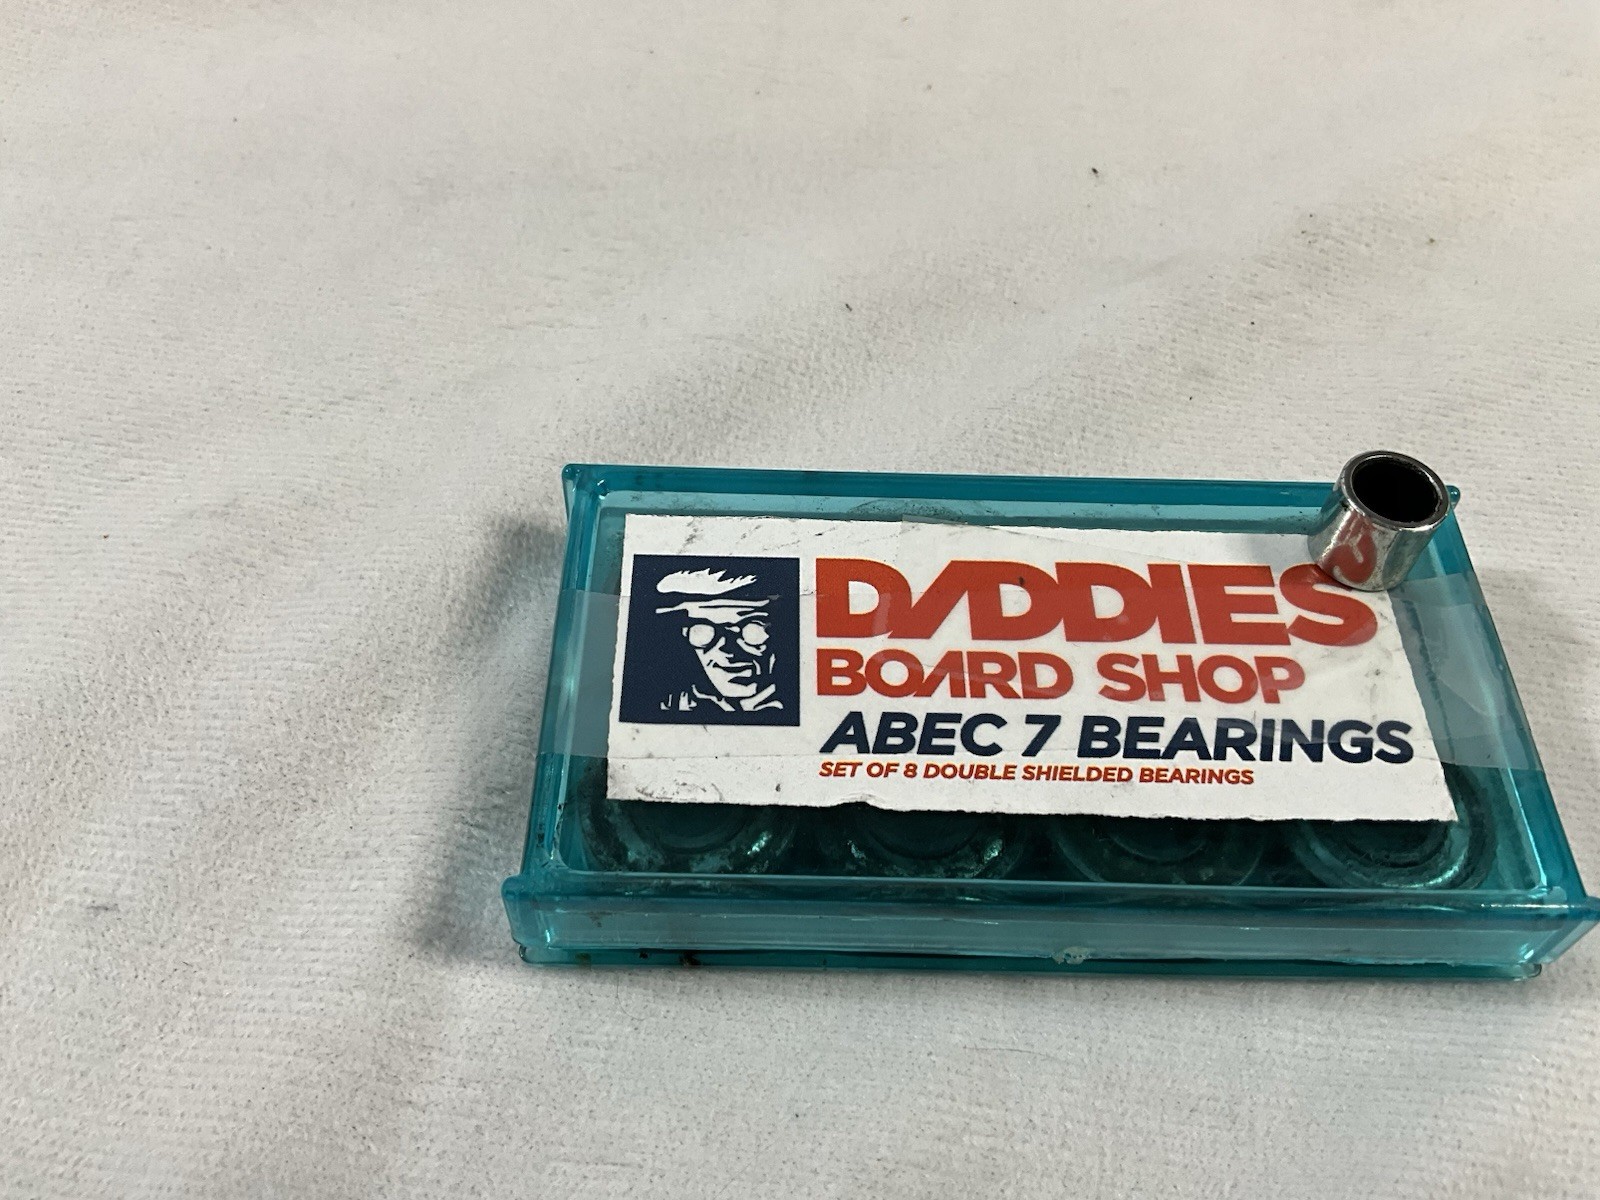 DADDIES
BOARD SHOP
ABEC 7 BEARINGS
SET OF 8 DOUBLE SHIELDED BEARINGS